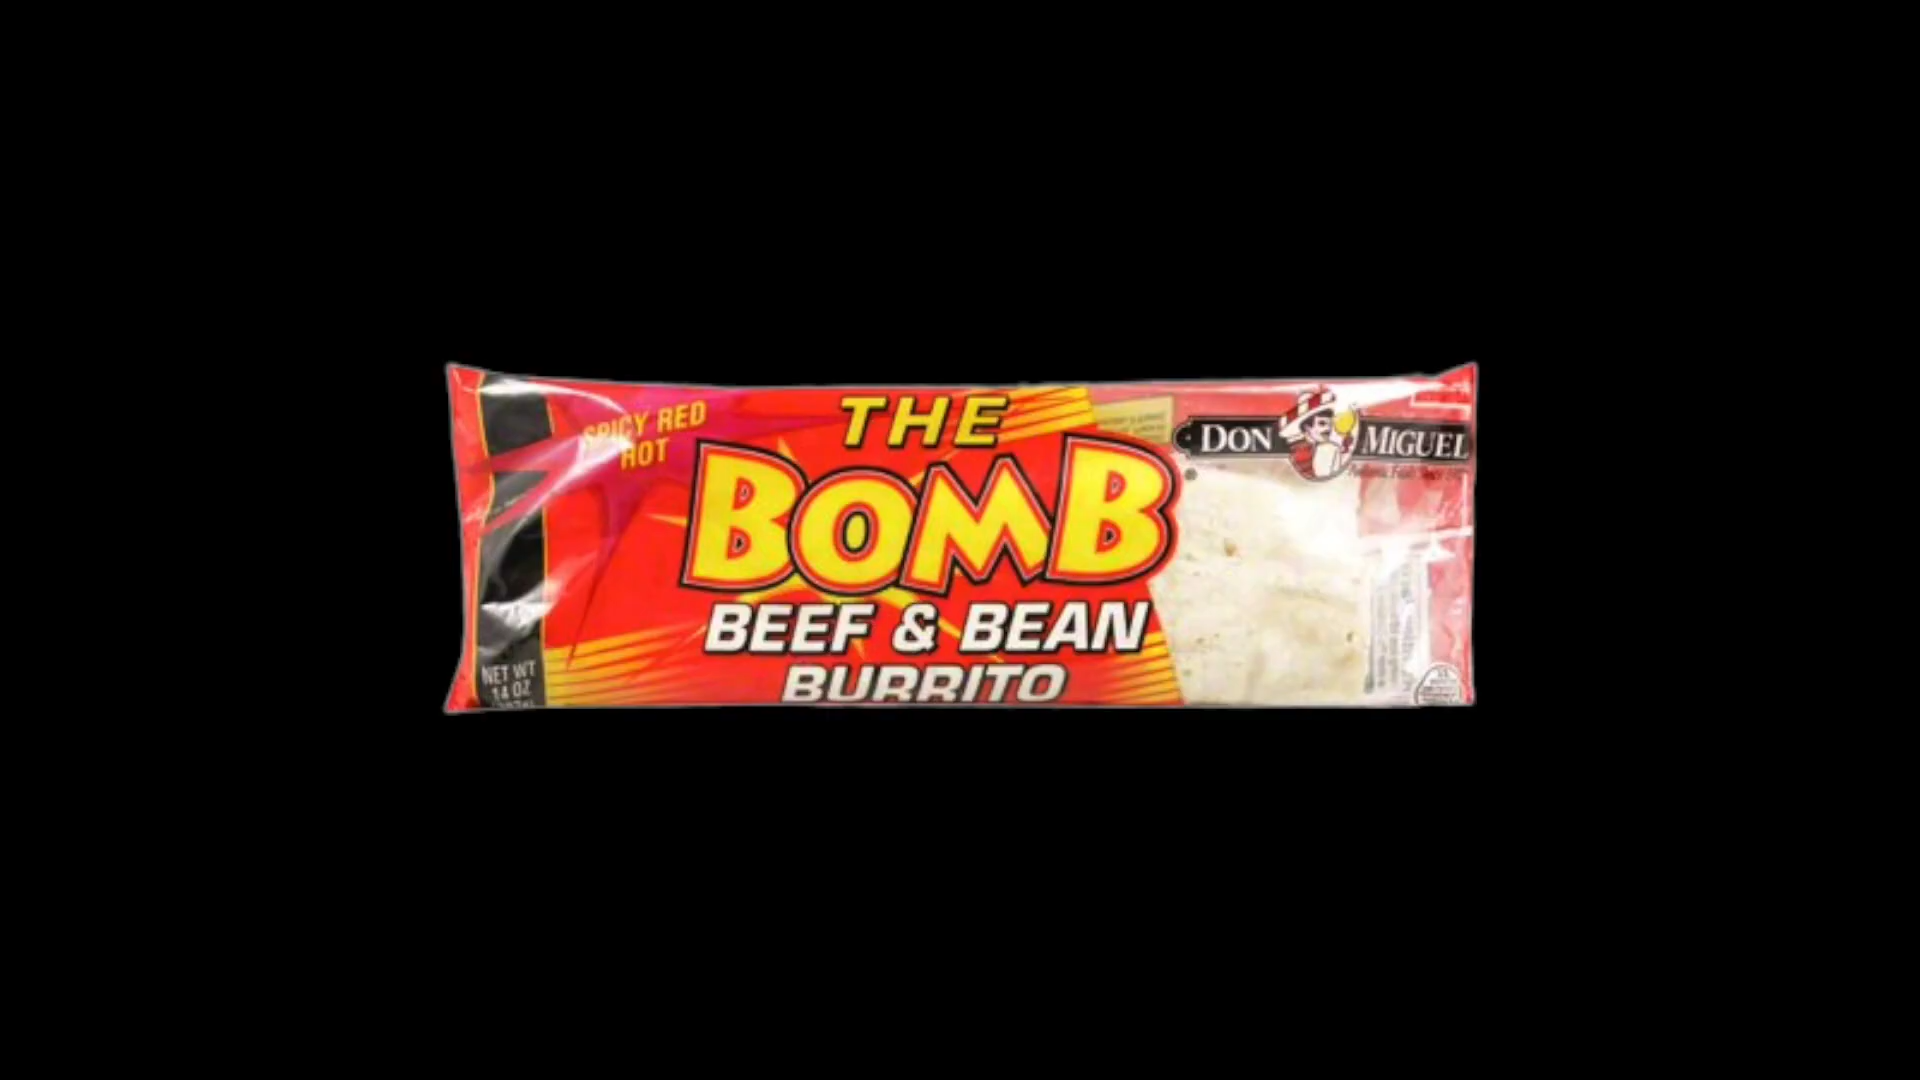 SPICY RED
HOT
THE
BOMB
BEEF & BEAN
BURRITO
DON MIGUEL
NET WT
14 OZ